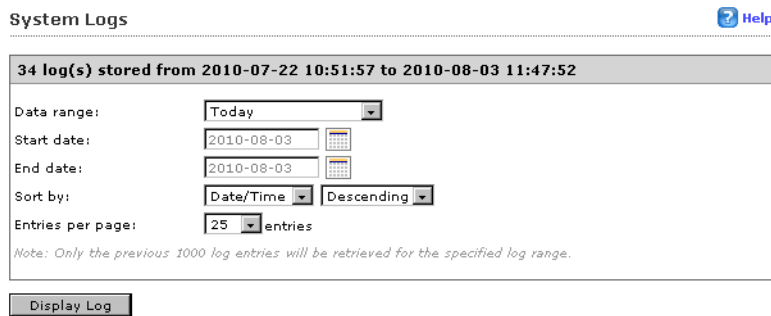 System Logs Help
34 log(s) stored from 2010-07-22 10:51:57 to 2010-08-03 11:47:52
Data range: Today
Start date: 2010-08-03
End date: 2010-08-03
Sort by: Date/Time Descending
Entries per page: 25 entries
Note: Only the previous 1000 log entries will be retrieved for the specified log range.
Display Log